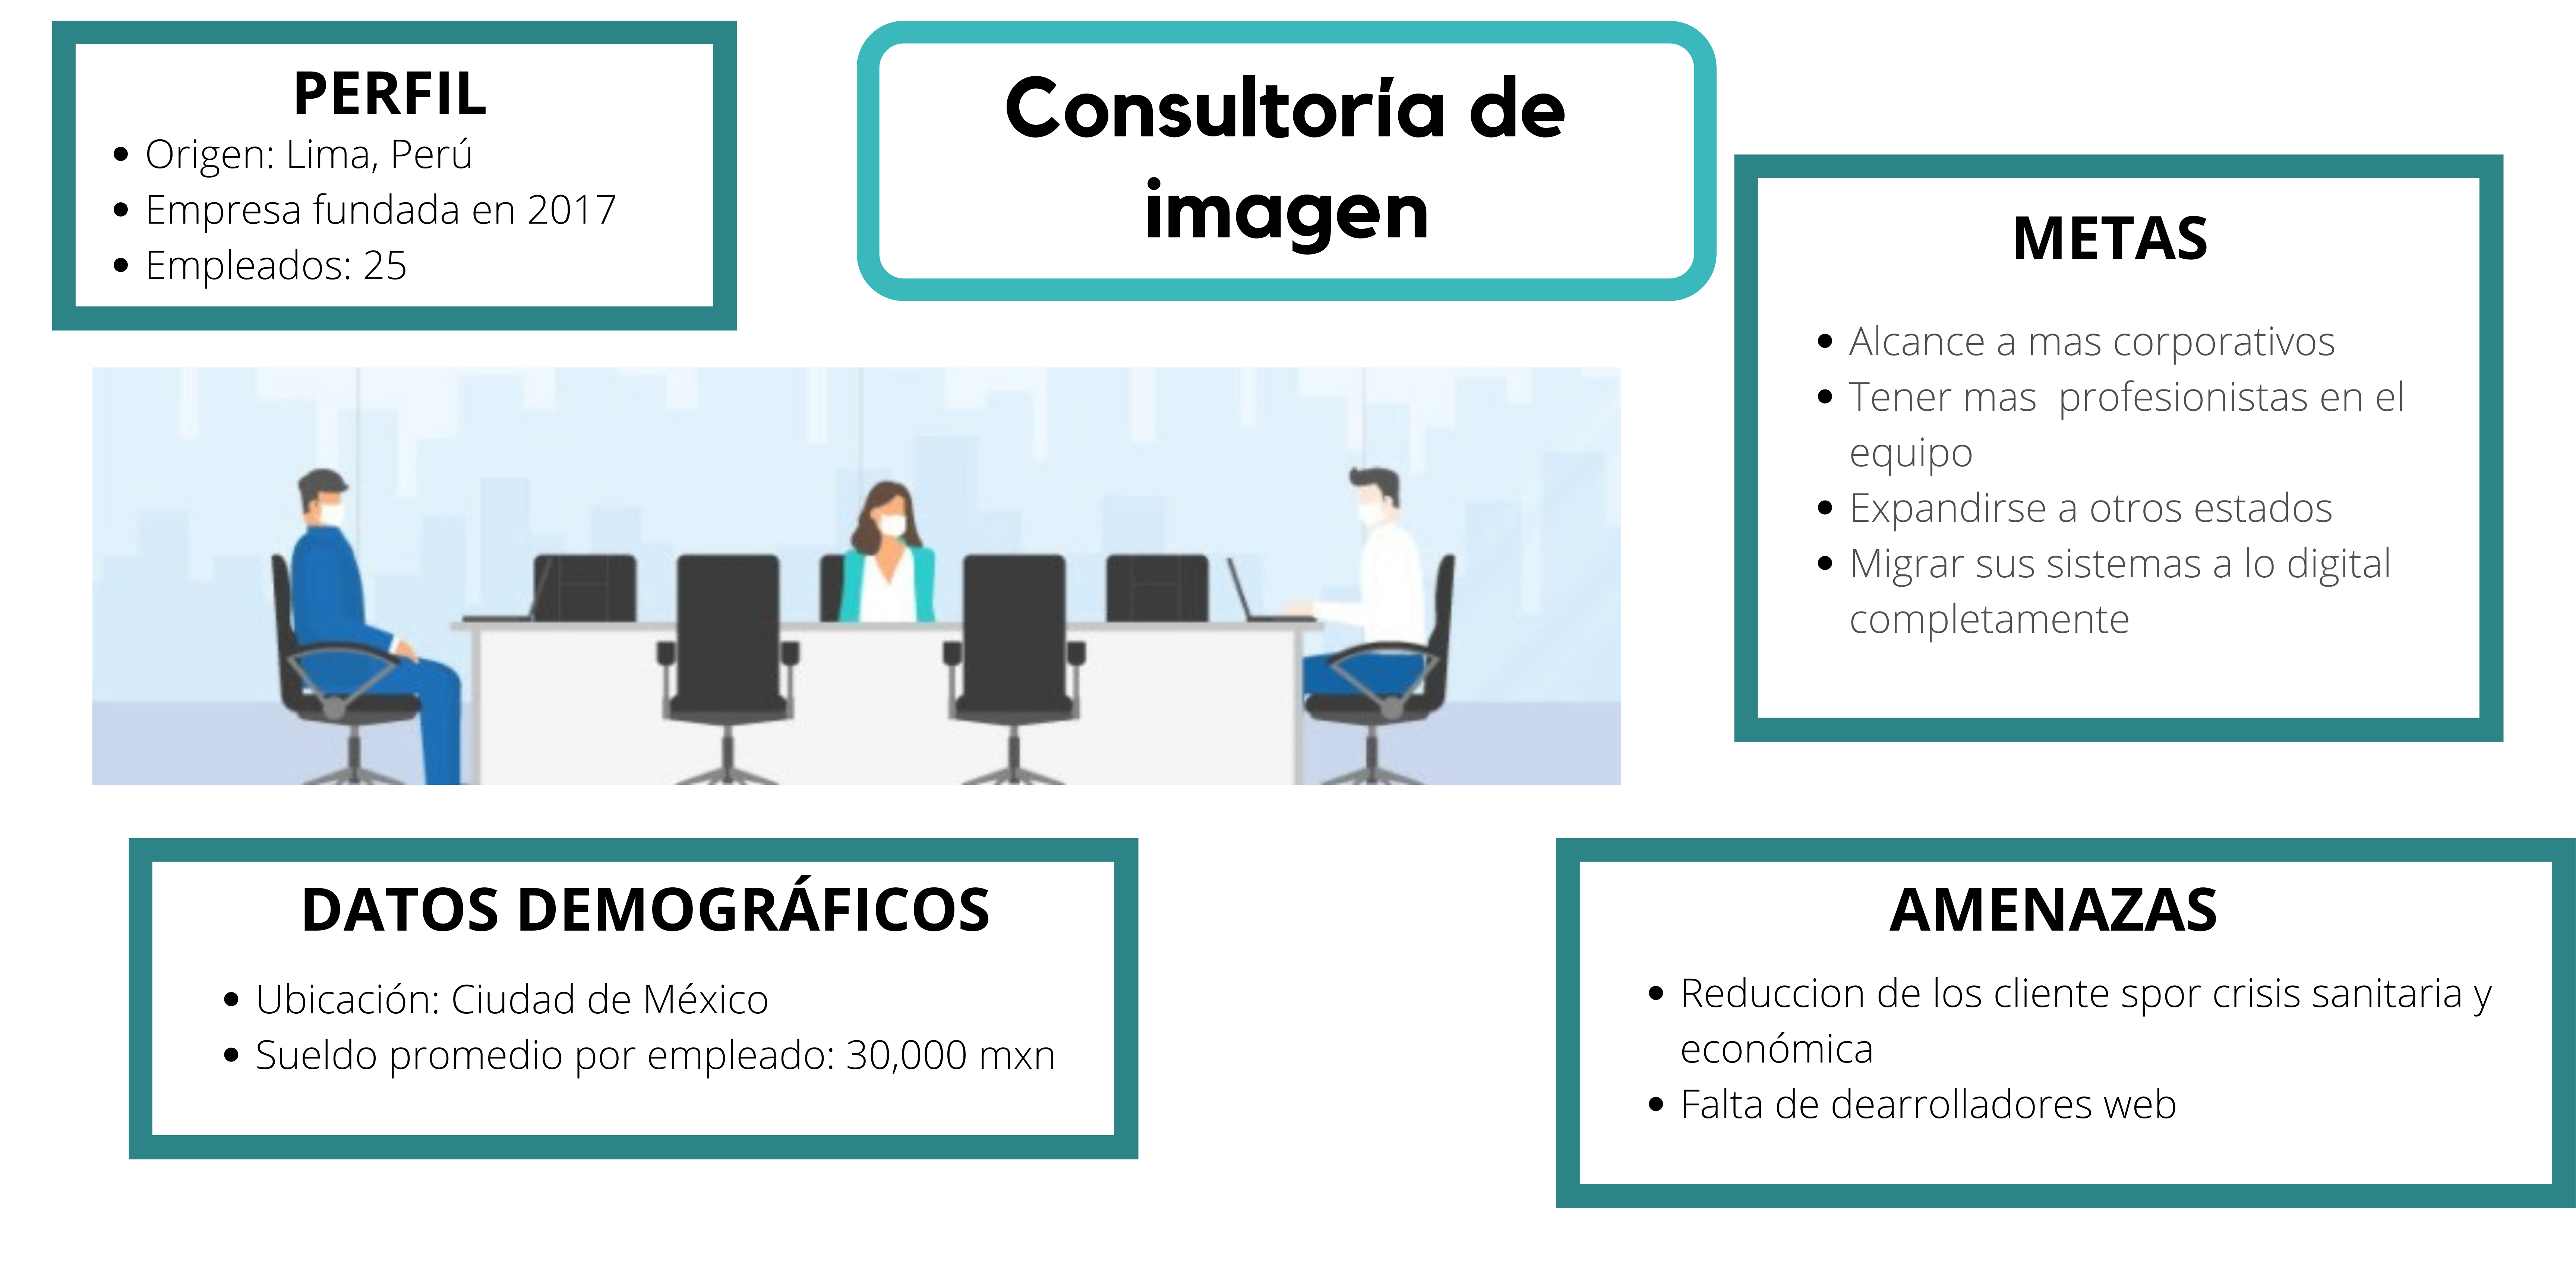 PERFIL
• Origen: Lima, Perú
• Empresa fundada en 2017
• Empleados: 25
Consultoría de
imagen
METAS
• Alcance a mas corporativos
• Tener mas  profesionistas en el
equipo
• Expandirse a otros estados
• Migrar sus sistemas a lo digital
completamente
DATOS DEMOGRÁFICOS
• Ubicación: Ciudad de México
• Sueldo promedio por empleado: 30,000 mxn
AMENAZAS
• Reduccion de los cliente spor crisis sanitaria y
económica
• Falta de dearrolladores web